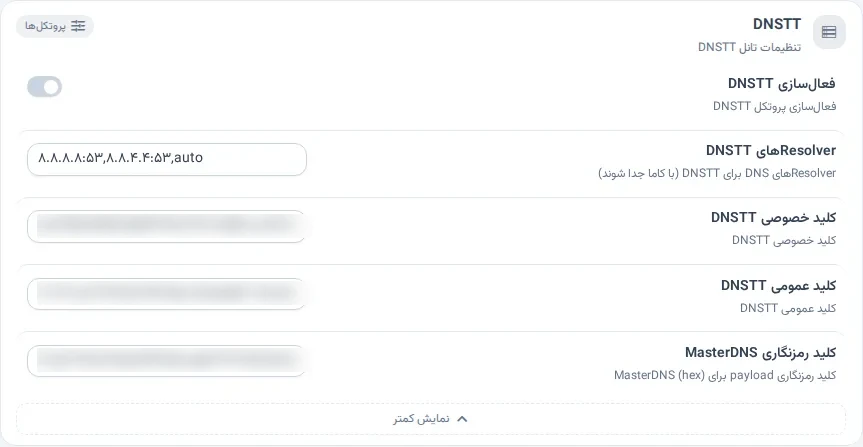 DNSTT
پروتکل‌ها
تنظیمات تانل DNSTT
فعال‌سازی DNSTT
فعال‌سازی پروتکل DNSTT
Resolverهای DNSTT
۸.۸.۸.۸:۵۳,۸.۸.۴.۴:۵۳,auto
Resolverهای DNS برای DNSTT (با کاما جدا شوند)
کلید خصوصی DNSTT
کلید خصوصی DNSTT
کلید عمومی DNSTT
کلید عمومی DNSTT
کلید رمزنگاری MasterDNS
کلید رمزنگاری payload برای MasterDNS (hex)
نمایش کمتر